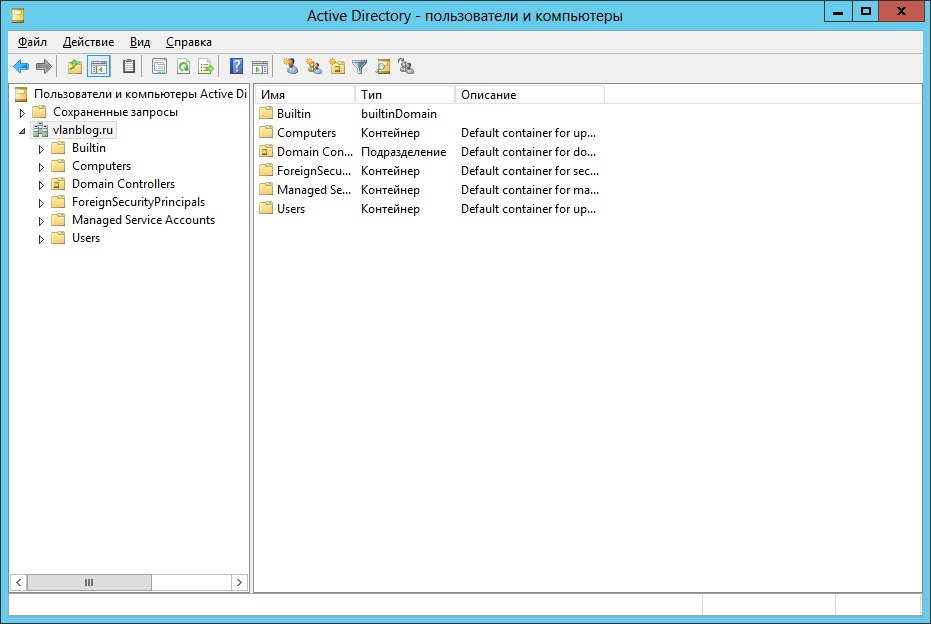 Active Directory - пользователи и компьютеры
Файл Действие Вид Справка
Пользователи и компьютеры Active Di
Сохраненные запросы
vlanblog.ru
Builtin
Computers
Domain Controllers
ForeignSecurityPrincipals
Managed Service Accounts
Users
Имя Тип Описание
Builtin builtinDomain
Computers Контейнер Default container for up...
Domain Con... Подразделение Default container for do...
ForeignSecu... Контейнер Default container for sec...
Managed Se... Контейнер Default container for ma...
Users Контейнер Default container for up...